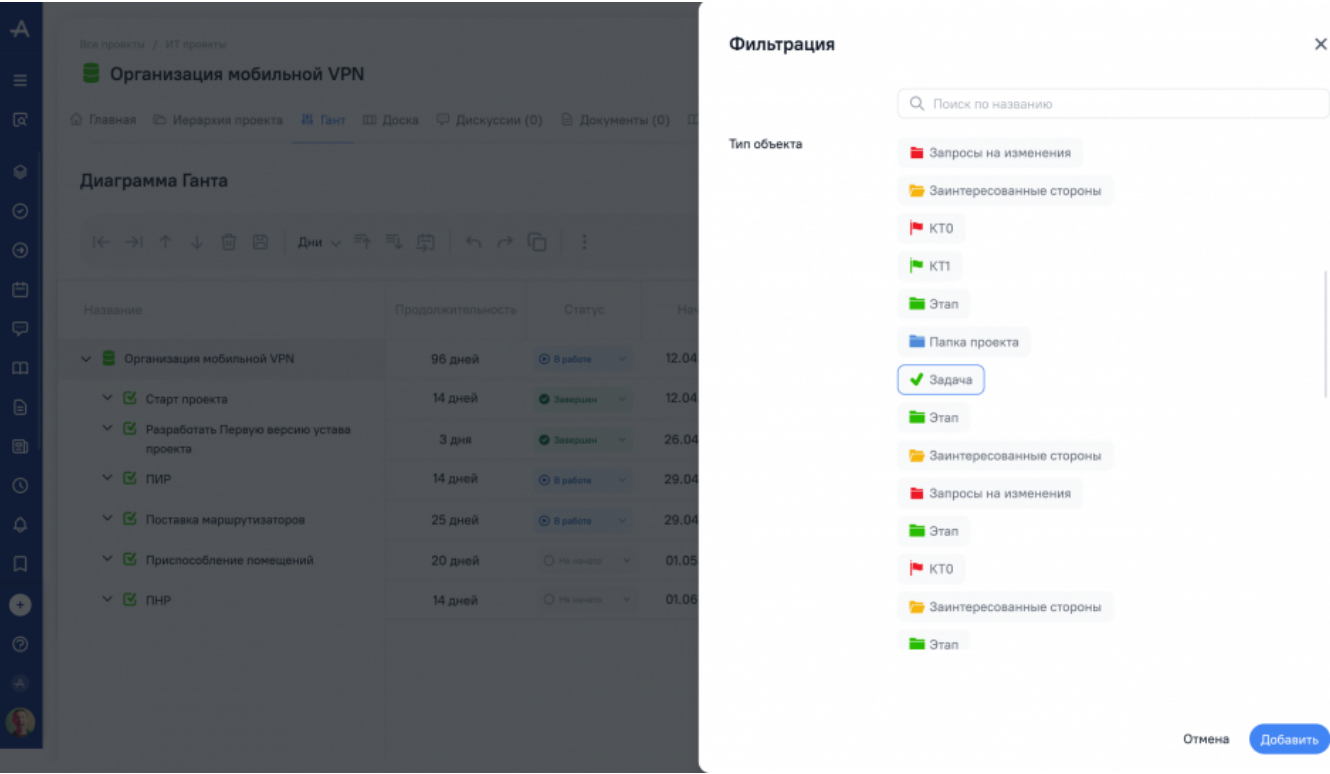 Все проекты / ИТ проекты
Организация мобильной VPN
Главная Иерархия проекта Гант Доска Дискуссии (0) Документы (0)
Диаграмма Ганта
Дни
Название Продолжительность Статус Нач
Организация мобильной VPN 96 дней В работе 12.04
Старт проекта 14 дней Завершен 12.04
Разработать Первую версию устава
проекта 3 дня Завершен 26.04
ПИР 14 дней В работе 29.04
Поставка маршрутизаторов 25 дней В работе 29.04
Приспособление помещений 20 дней Не начато 01.05
ПНР 14 дней Не начато 01.06
Фильтрация
Поиск по названию
Тип объекта
Запросы на изменения
Заинтересованные стороны
КТ0
КТ1
Этап
Папка проекта
Задача
Этап
Заинтересованные стороны
Запросы на изменения
Этап
КТ0
Заинтересованные стороны
Этап
Отмена Добавить